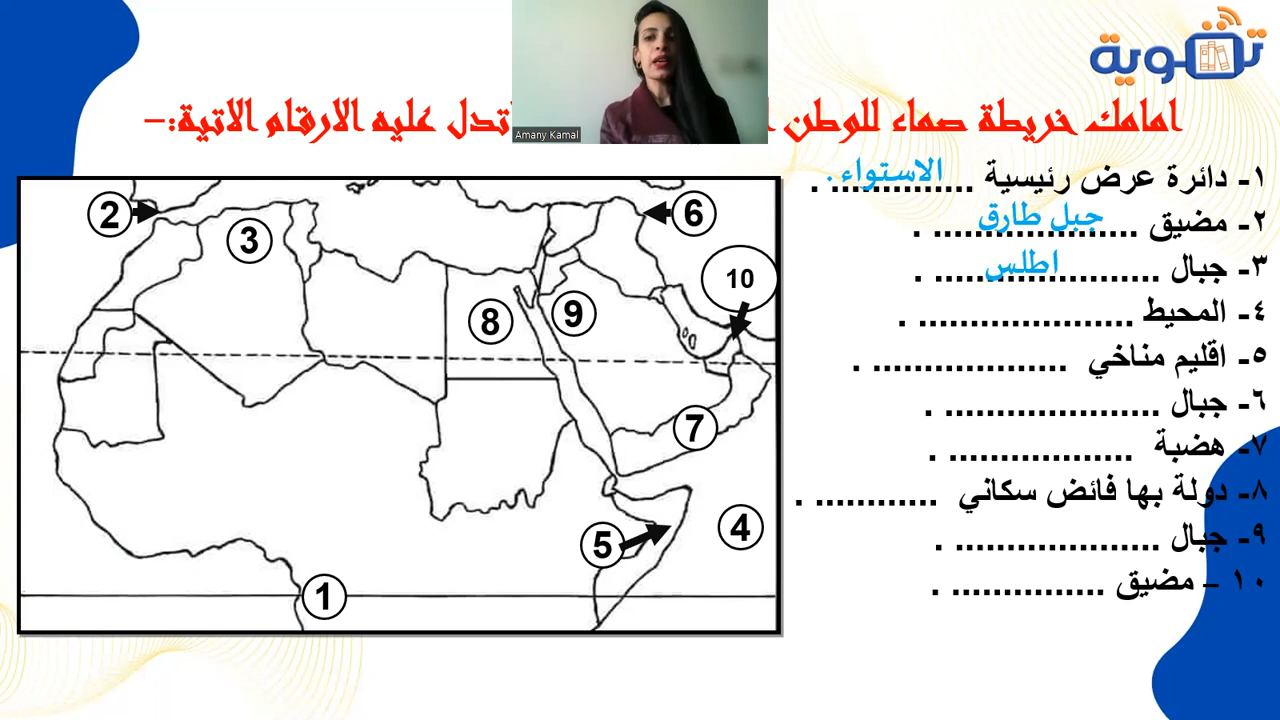 تقوية
Amany Kamal
امامك خريطة صماء للوطن تدل عليه الارقام الاتية:-
١- دائرة عرض رئيسية .............. .
الاستواء
٢- مضيق .................... .
جبل طارق
٣- جبال ...................... .
اطلس
٤- المحيط ..................... .
٥- اقليم مناخي ................... .
٦- جبال ..................... .
٧- هضبة .................. .
٨- دولة بها فائض سكاني ............ .
٩- جبال .................... .
١٠ – مضيق ............... .
2
3
6
10
8
9
7
4
5
1